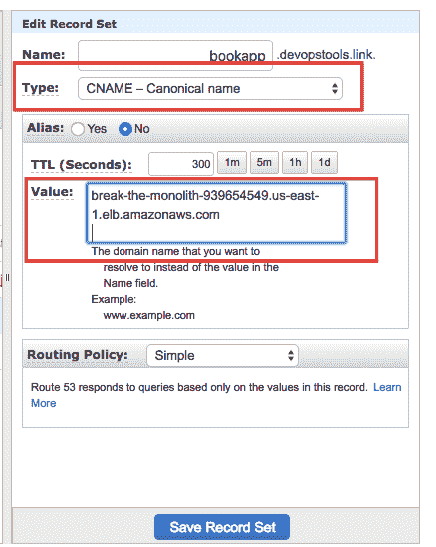 Edit Record Set
Name: bookapp .devopstools.link.
Type: CNAME – Canonical name
Alias: Yes No
TTL (Seconds): 300 1m 5m 1h 1d
Value: break-the-monolith-939654549.us-east-
1.elb.amazonaws.com
The domain name that you want to
resolve to instead of the value in the
Name field.
Example:
www.example.com
Routing Policy: Simple
Route 53 responds to queries based only on the values in this record. Learn
More
Save Record Set